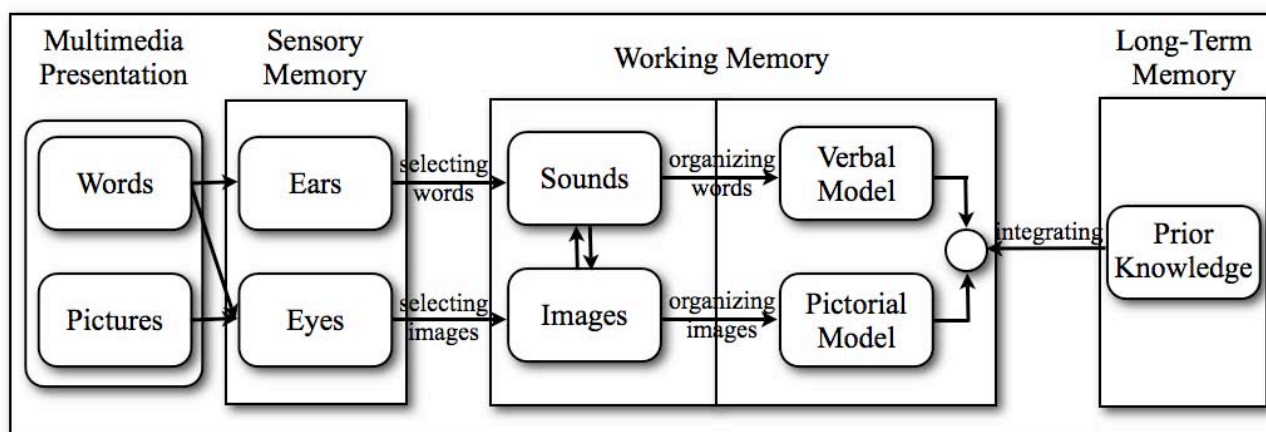 Multimedia
Presentation
Sensory
Memory
Working Memory
Long-Term
Memory
Words
Ears
selecting
words
Sounds
organizing
words
Verbal
Model
integrating
Prior
Knowledge
Pictures
Eyes
selecting
images
Images
organizing
images
Pictorial
Model